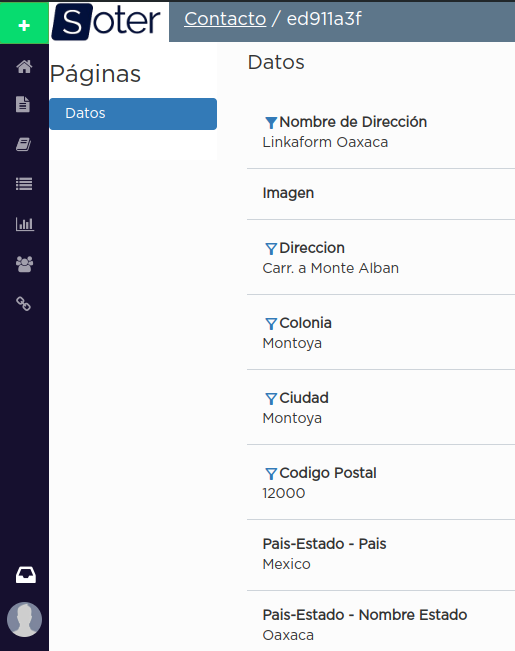 +
Soter
Contacto / ed911a3f
Páginas
Datos
Datos
Nombre de Dirección
Linkaform Oaxaca
Imagen
Direccion
Carr. a Monte Alban
Colonia
Montoya
Ciudad
Montoya
Codigo Postal
12000
Pais-Estado - Pais
Mexico
Pais-Estado - Nombre Estado
Oaxaca